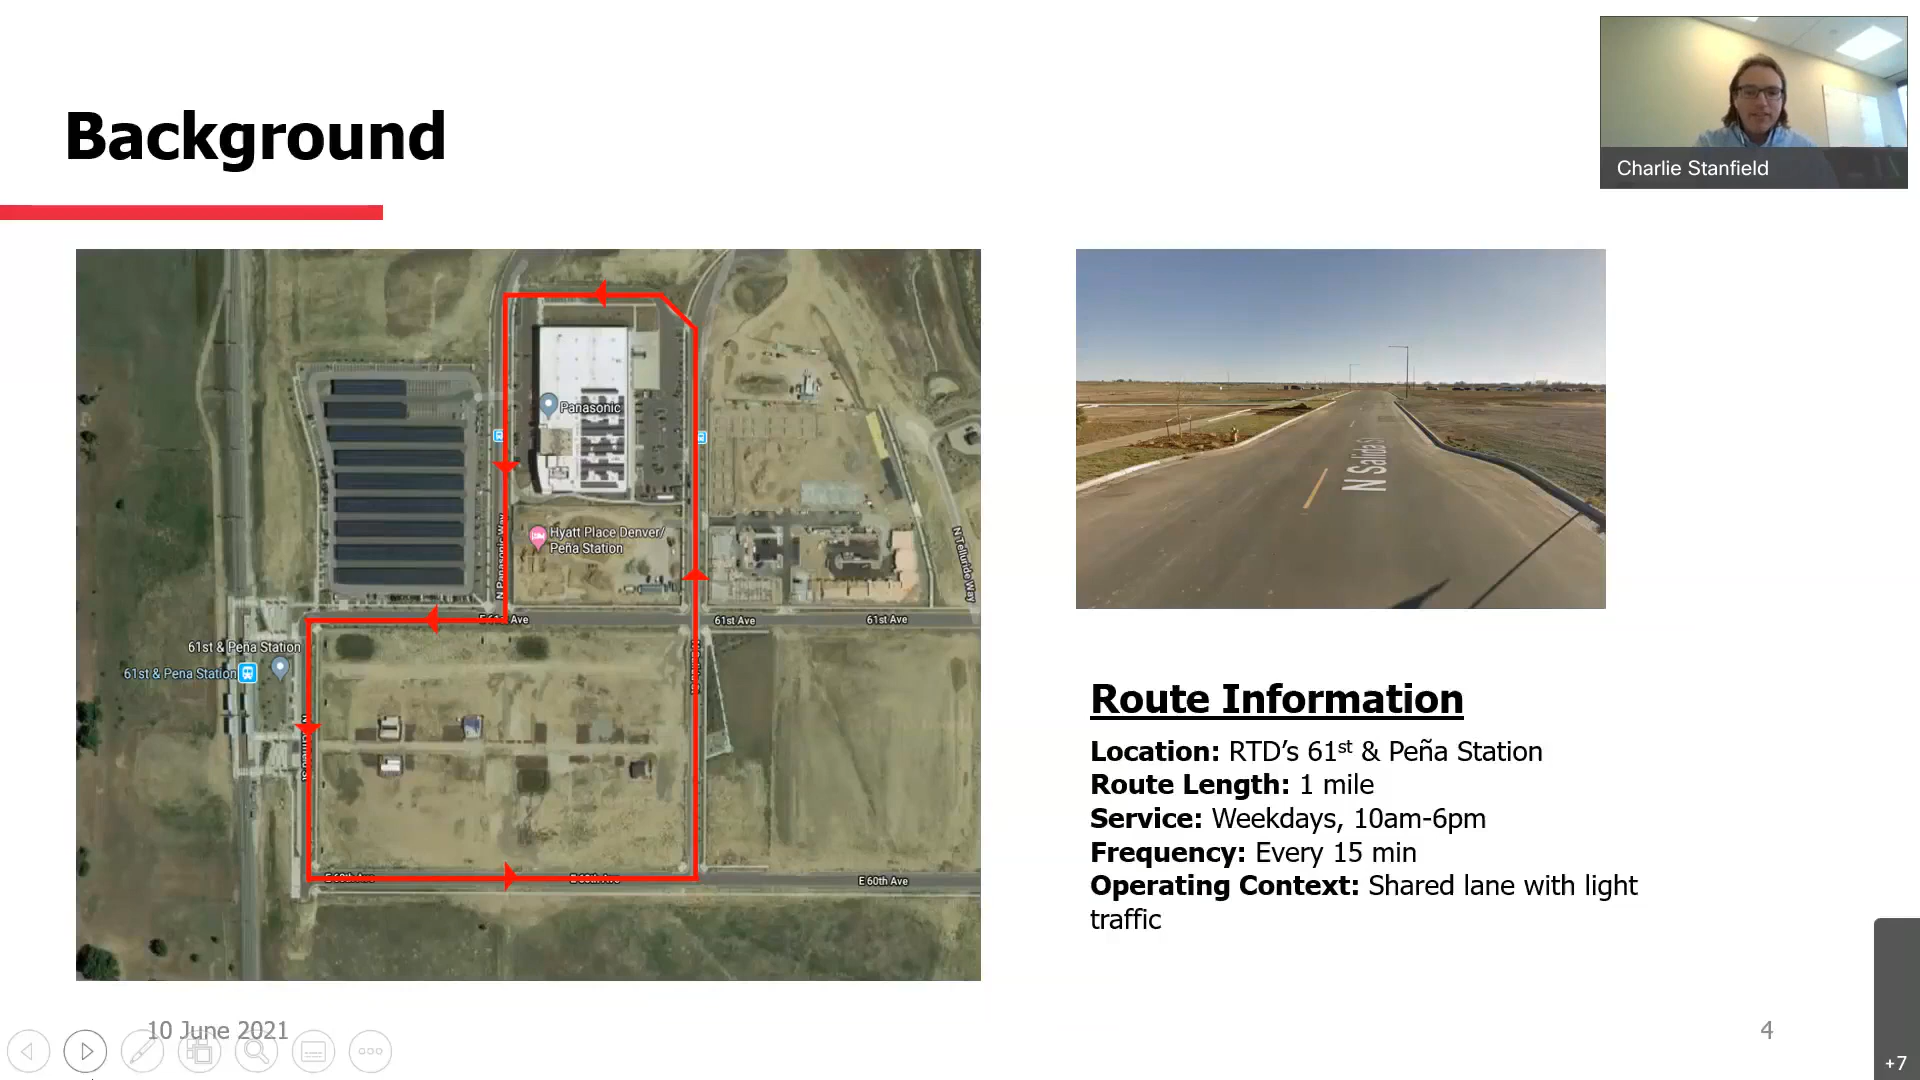 Background
Charlie Stanfield
Panasonic
Hyatt Place Denver/
Peña Station
N Panasonic Way
N Telluride Way
61st Ave
61st Ave
61st & Peña Station
61st & Pena Station
E 60th Ave
N Salida St
Route Information
Location: RTD’s 61st & Peña Station
Route Length: 1 mile
Service: Weekdays, 10am-6pm
Frequency: Every 15 min
Operating Context: Shared lane with light
traffic
10 June 2021
4
+7